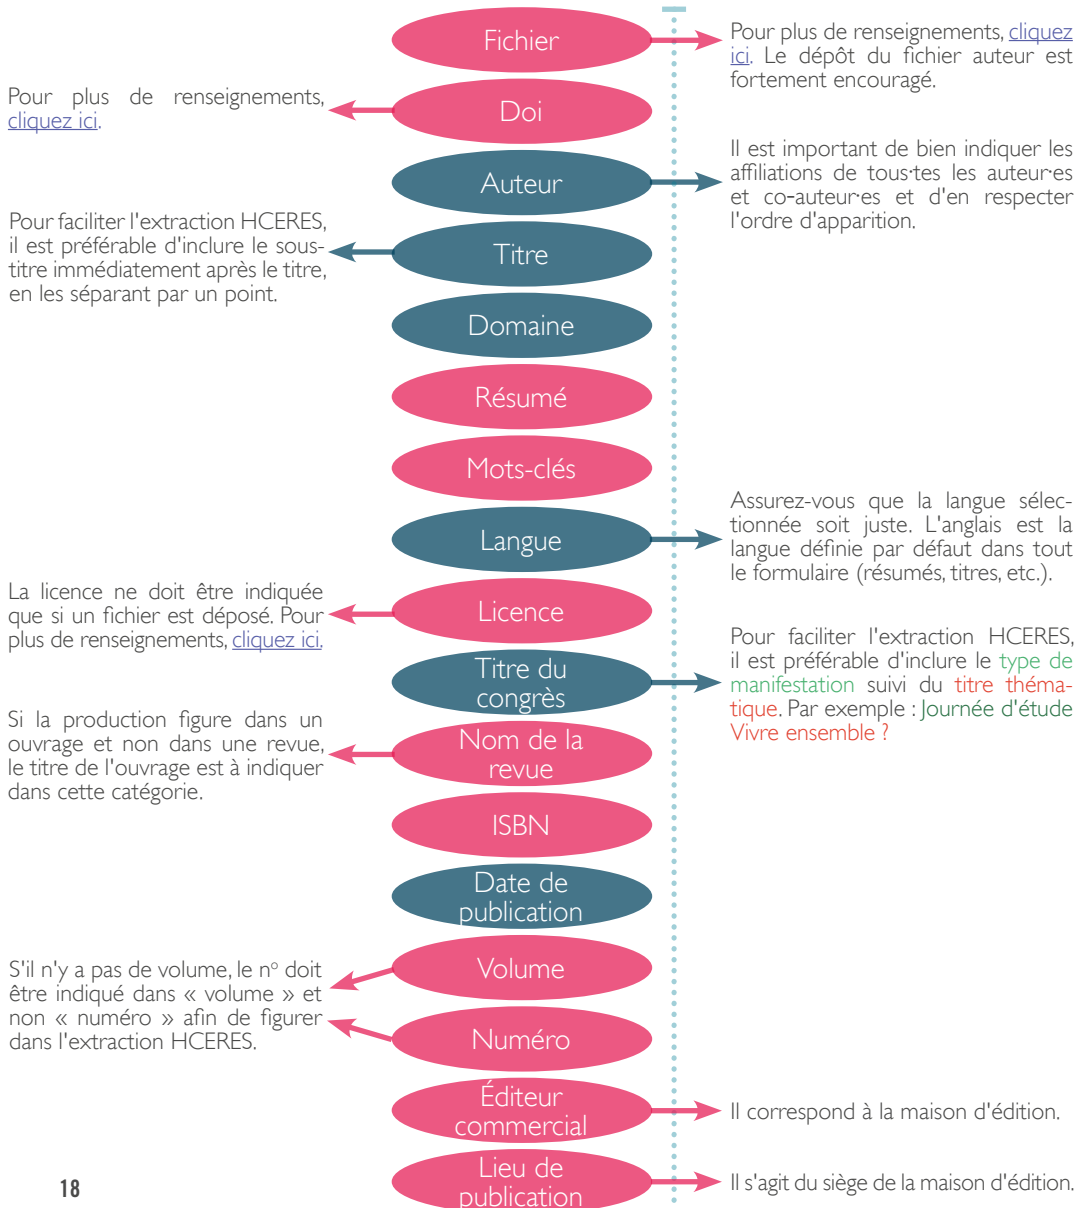 Fichier
Pour plus de renseignements, cliquez
ici. Le dépôt du fichier auteur est
fortement encouragé.
Pour plus de renseignements,
cliquez ici.
Doi
Auteur
Il est important de bien indiquer les
affiliations de tous·tes les auteur·es
et co-auteur·es et d'en respecter
l'ordre d'apparition.
Pour faciliter l'extraction HCERES,
il est préférable d'inclure le sous-
titre immédiatement après le titre,
en les séparant par un point.
Titre
Domaine
Résumé
Mots-clés
Langue
Assurez-vous que la langue sélec-
tionnée soit juste. L'anglais est la
langue définie par défaut dans tout
le formulaire (résumés, titres, etc.).
La licence ne doit être indiquée
que si un fichier est déposé. Pour
plus de renseignements, cliquez ici.
Licence
Titre du
congrès
Pour faciliter l'extraction HCERES,
il est préférable d'inclure le type de
manifestation suivi du titre théma-
tique. Par exemple : Journée d'étude
Vivre ensemble ?
Si la production figure dans un
ouvrage et non dans une revue,
le titre de l'ouvrage est à indiquer
dans cette catégorie.
Nom de la
revue
ISBN
Date de
publication
Volume
S'il n'y a pas de volume, le nº doit
être indiqué dans « volume » et
non « numéro » afin de figurer
dans l'extraction HCERES.
Numéro
Éditeur
commercial
Il correspond à la maison d'édition.
Lieu de
publication
Il s'agit du siège de la maison d'édition.
18